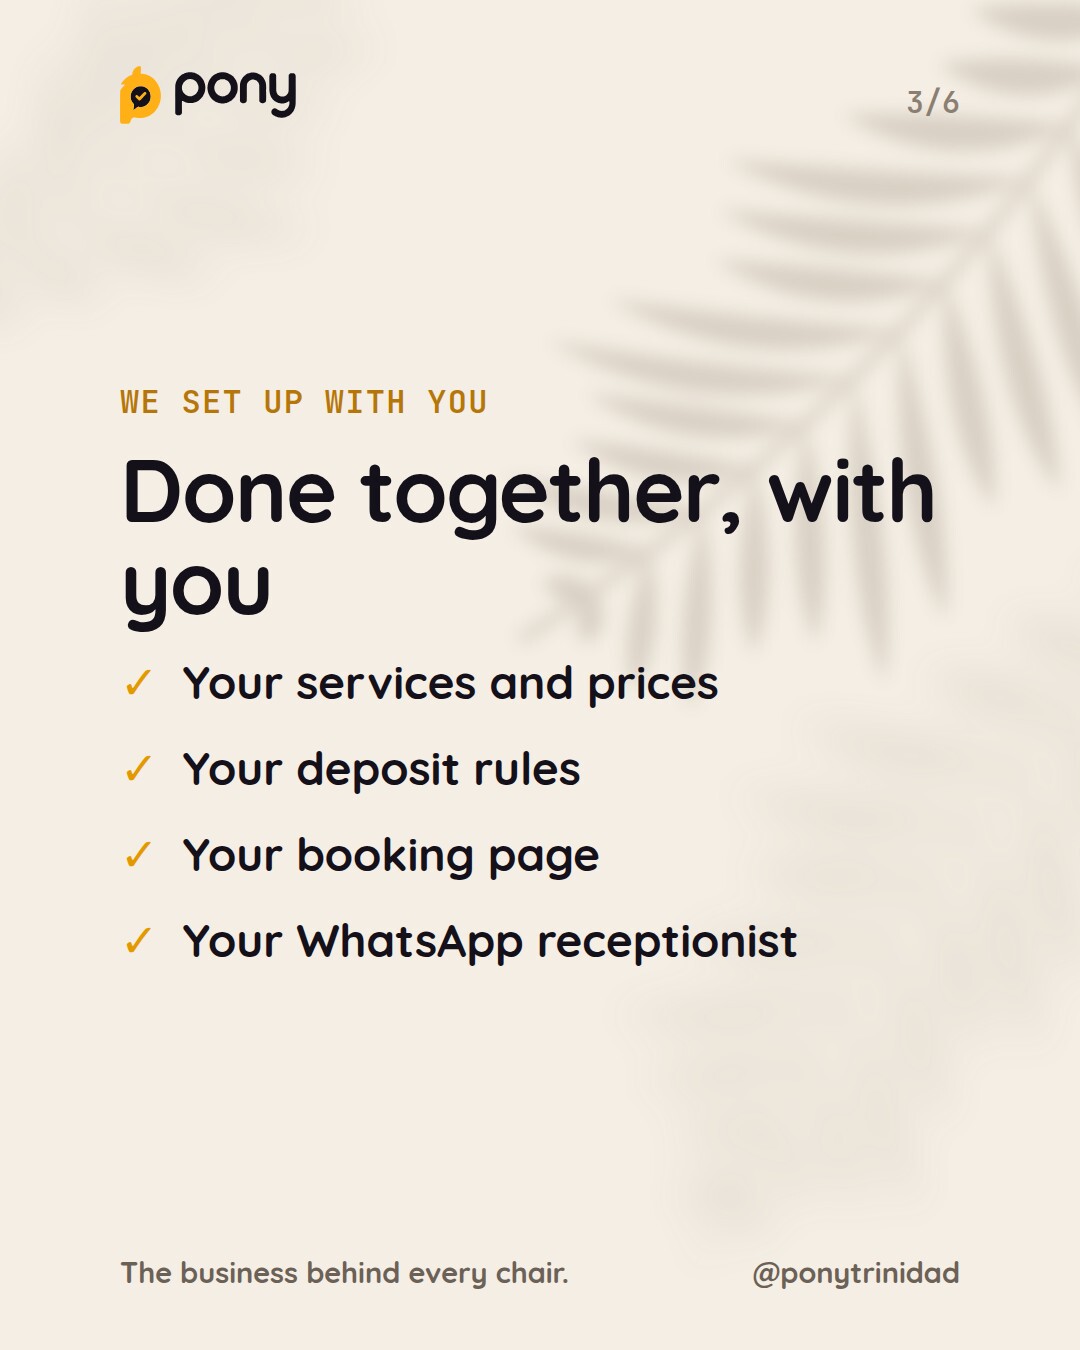 pony
3/6
WE SET UP WITH YOU
Done together, with
you
✓ Your services and prices
✓ Your deposit rules
✓ Your booking page
✓ Your WhatsApp receptionist
The business behind every chair.
@ponytrinidad